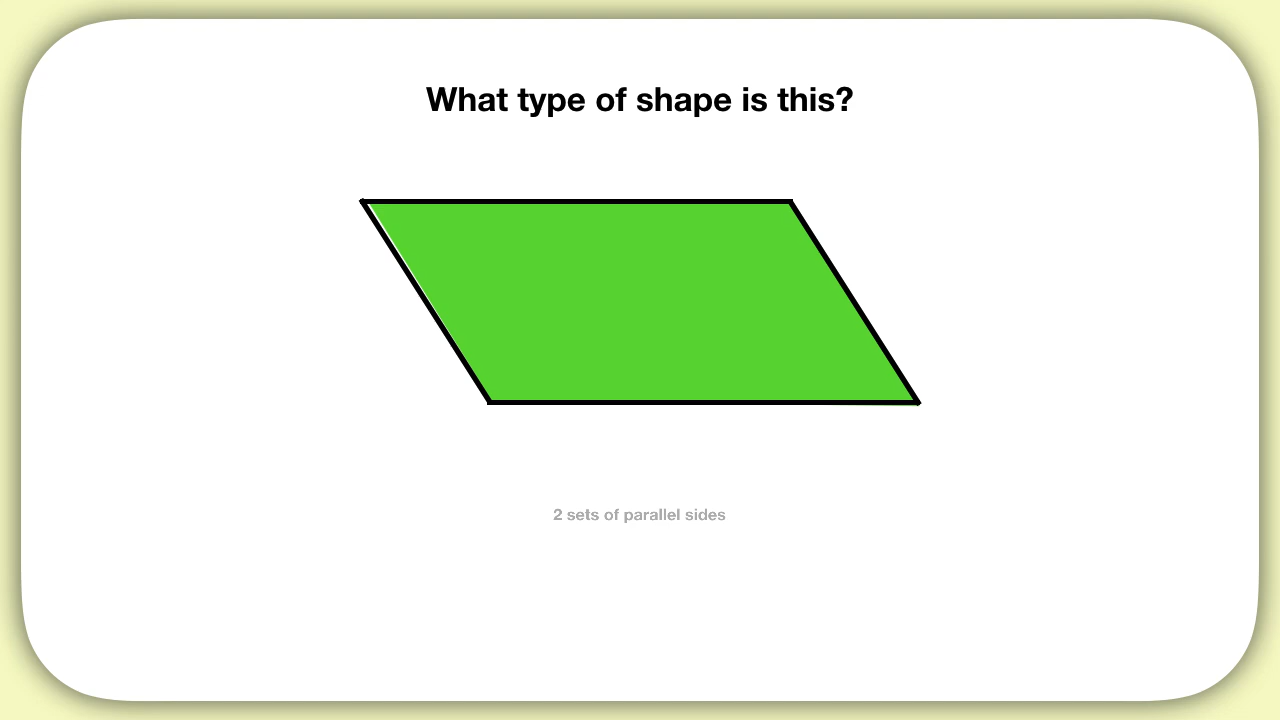 What type of shape is this?
2 sets of parallel sides